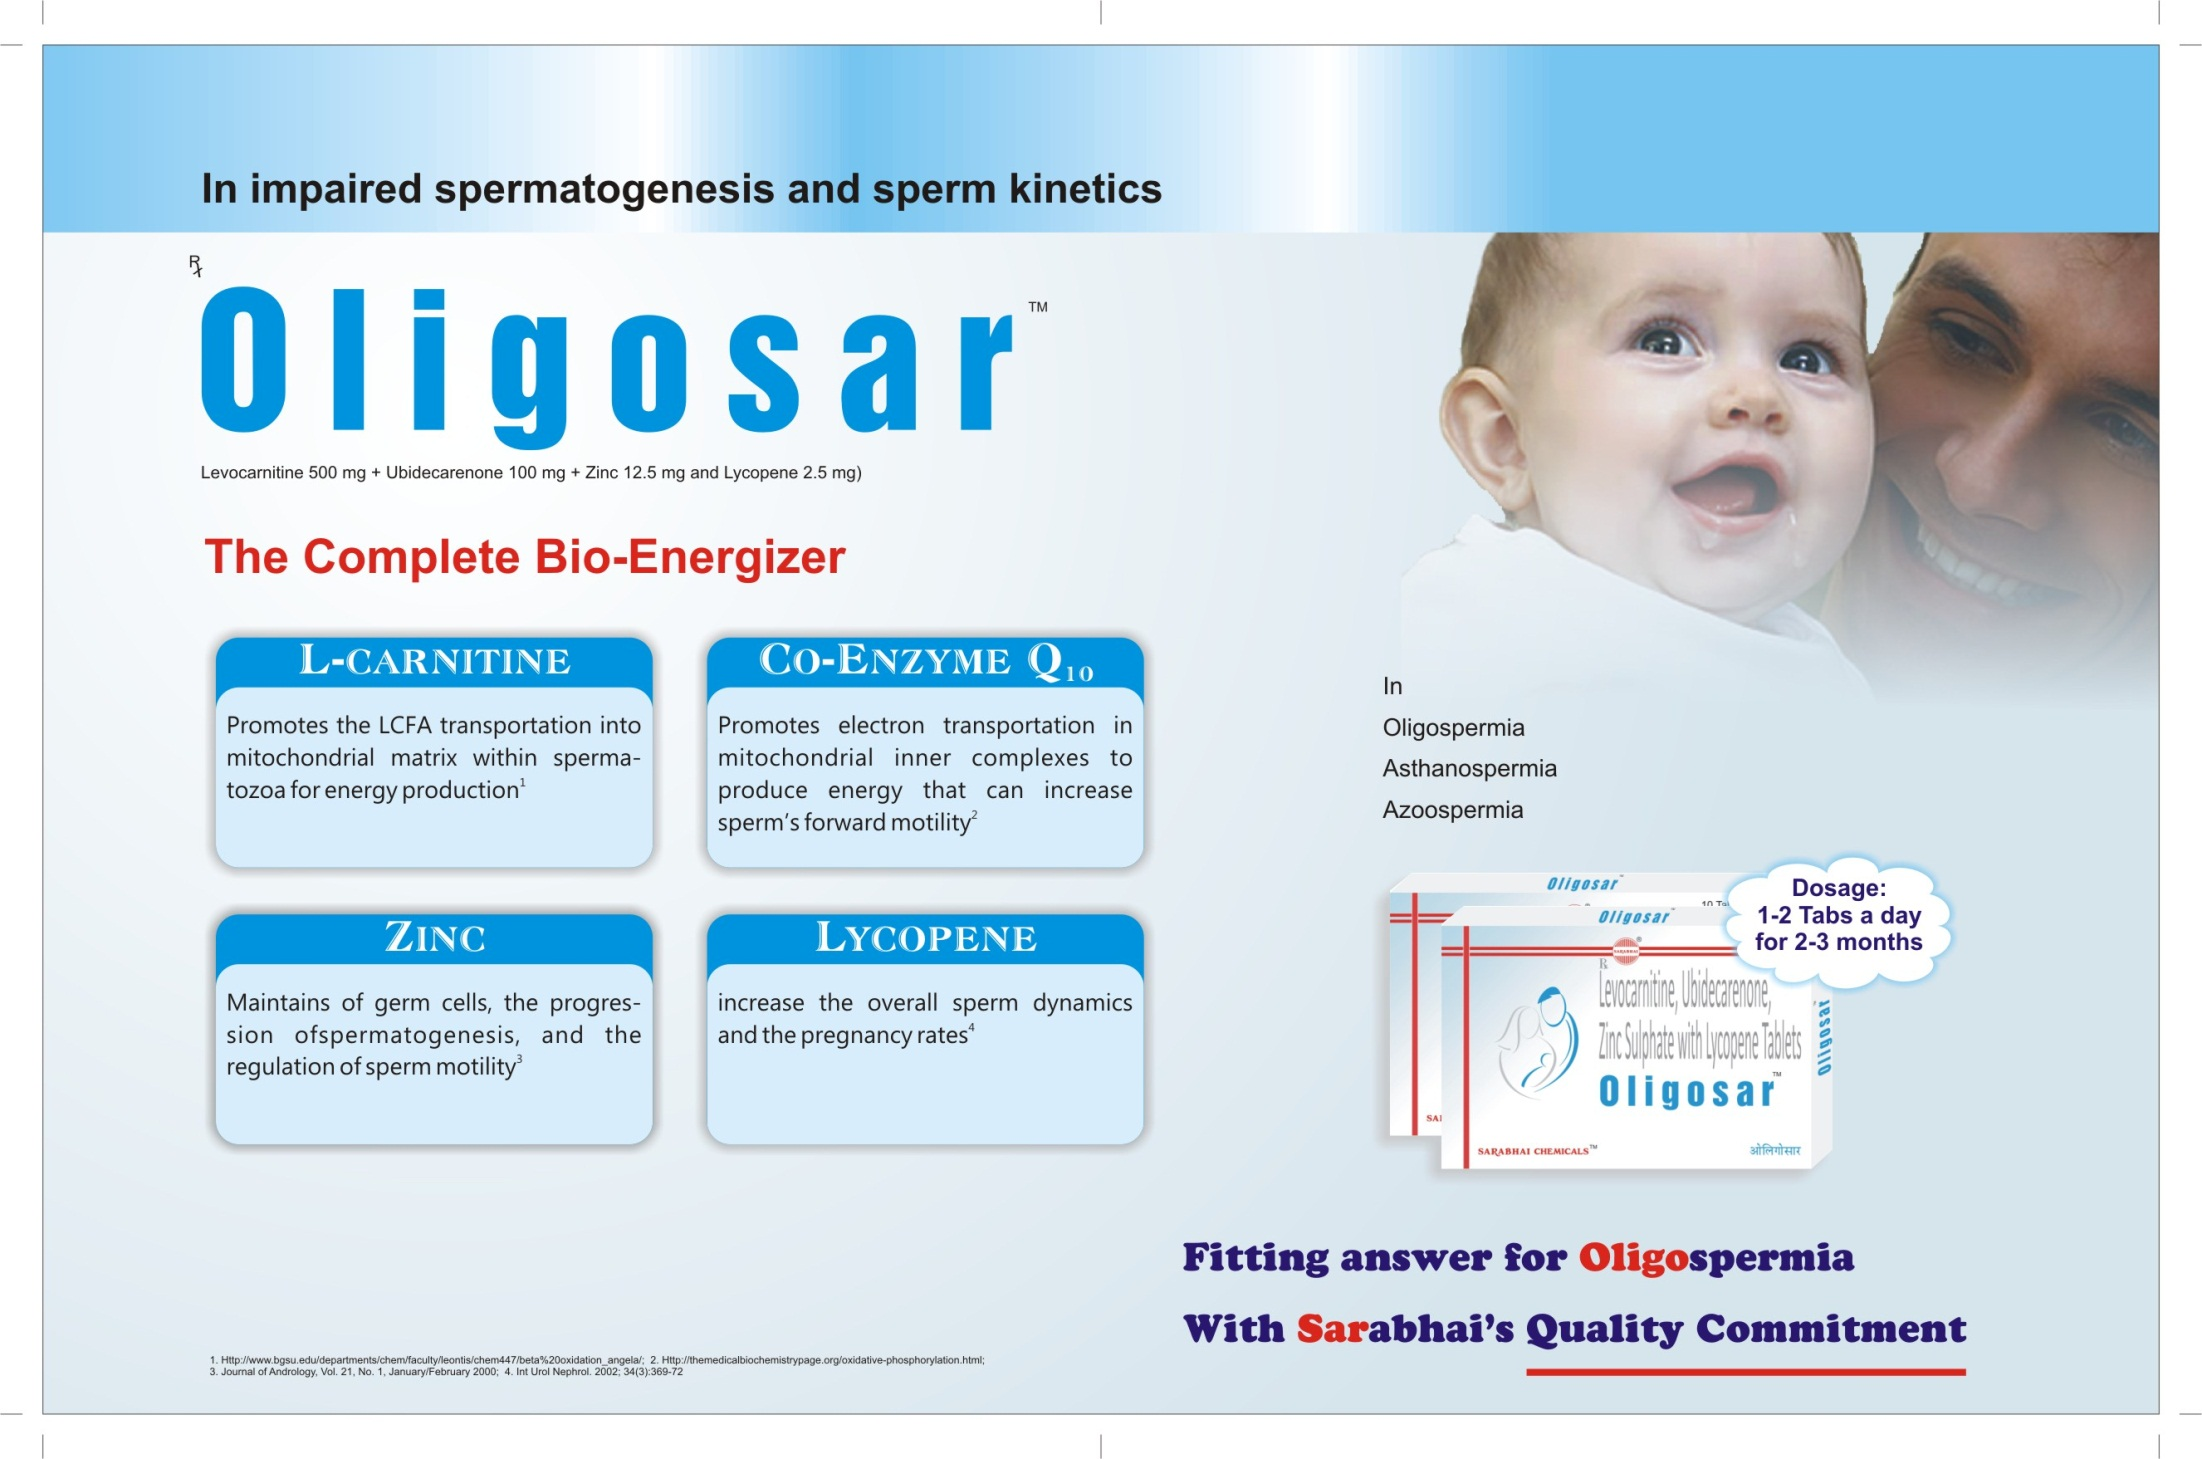 In impaired spermatogenesis and sperm kinetics
Rx
Oligosar™
Levocarnitine 500 mg + Ubidecarenone 100 mg + Zinc 12.5 mg and Lycopene 2.5 mg)
The Complete Bio-Energizer
L-CARNITINE
Promotes the LCFA transportation into
mitochondrial matrix within sperma-
tozoa for energy production1
CO-ENZYME Q10
Promotes electron transportation in
mitochondrial inner complexes to
produce energy that can increase
sperm's forward motility2
ZINC
Maintains of germ cells, the progres-
sion ofspermatogenesis, and the
regulation of sperm motility3
LYCOPENE
increase the overall sperm dynamics
and the pregnancy rates4
1. Http://www.bgsu.edu/departments/chem/faculty/leontis/chem447/beta%20oxidation_angela/; 2. Http://themedicalbiochemistrypage.org/oxidative-phosphorylation.html;
3. Journal of Andrology, Vol. 21, No. 1, January/February 2000; 4. Int Urol Nephrol. 2002; 34(3):369-72
In
Oligospermia
Asthanospermia
Azoospermia
Dosage:
1-2 Tabs a day
for 2-3 months
Oligosar™
10 Ta
Oligosar™
SARABHAI®
Rx
Levocarnitine, Ubidecarenone,
Zinc Sulphate with Lycopene Tablets
Oligosar™
Oligosar™
SA
SARABHAI CHEMICALS™
ओलिगोसार
Fitting answer for Oligospermia
With Sarabhai's Quality Commitment